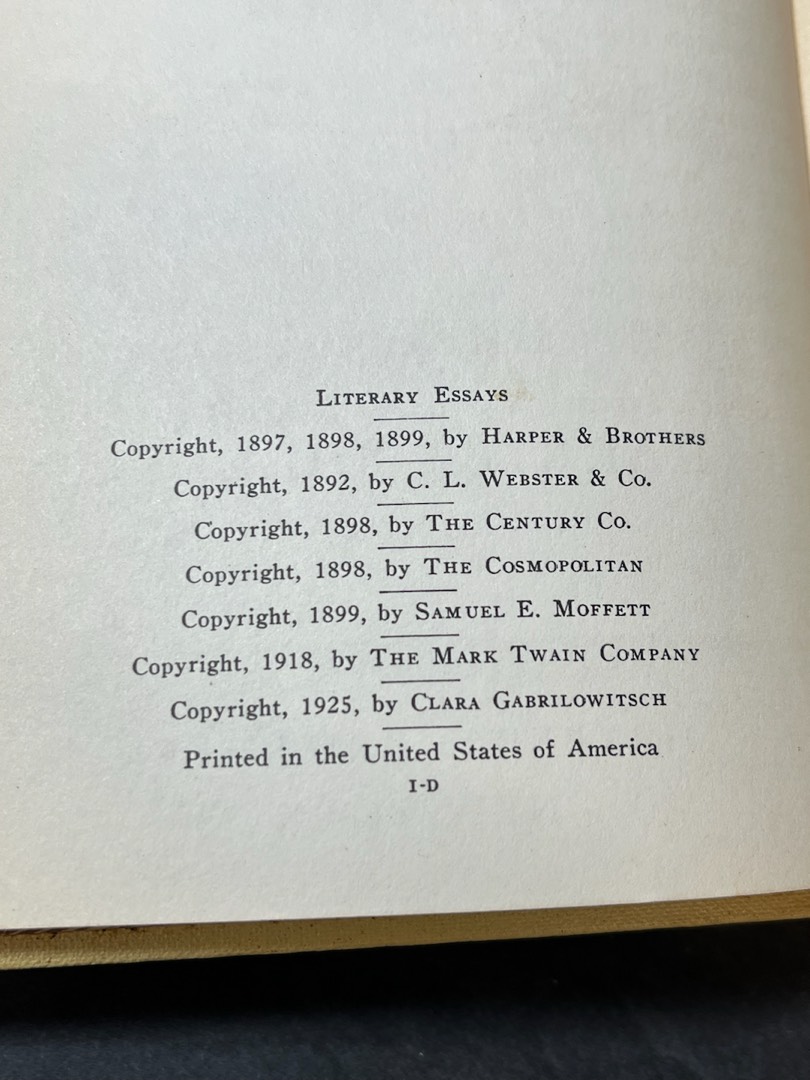 Literary Essays
Copyright, 1897, 1898, 1899, by Harper & Brothers
Copyright, 1892, by C. L. Webster & Co.
Copyright, 1898, by The Century Co.
Copyright, 1898, by The Cosmopolitan
Copyright, 1899, by Samuel E. Moffett
Copyright, 1918, by The Mark Twain Company
Copyright, 1925, by Clara Gabrilowitsch
Printed in the United States of America
I-D